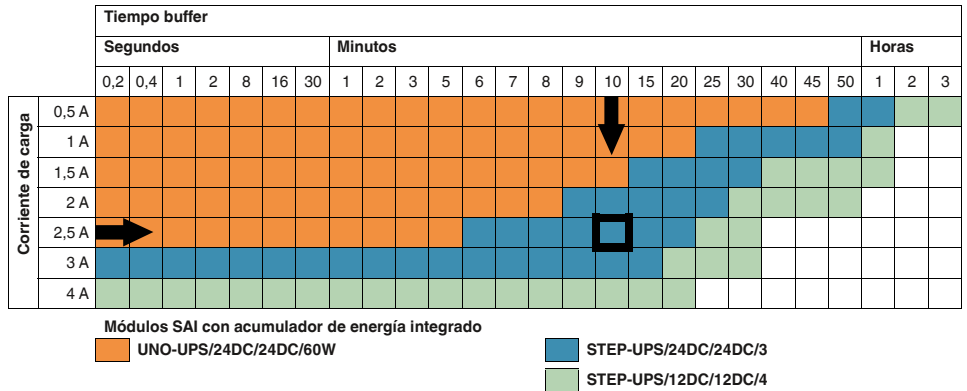 Tiempo buffer
Segundos Minutos Horas
0,2 0,4 1 2 8 16 30 1 2 3 5 6 7 8 9 10 15 20 25 30 40 45 50 1 2 3
Corriente de carga
0,5 A
1 A
1,5 A
2 A
2,5 A
3 A
4 A
Módulos SAI con acumulador de energía integrado
UNO-UPS/24DC/24DC/60W
STEP-UPS/24DC/24DC/3
STEP-UPS/12DC/12DC/4